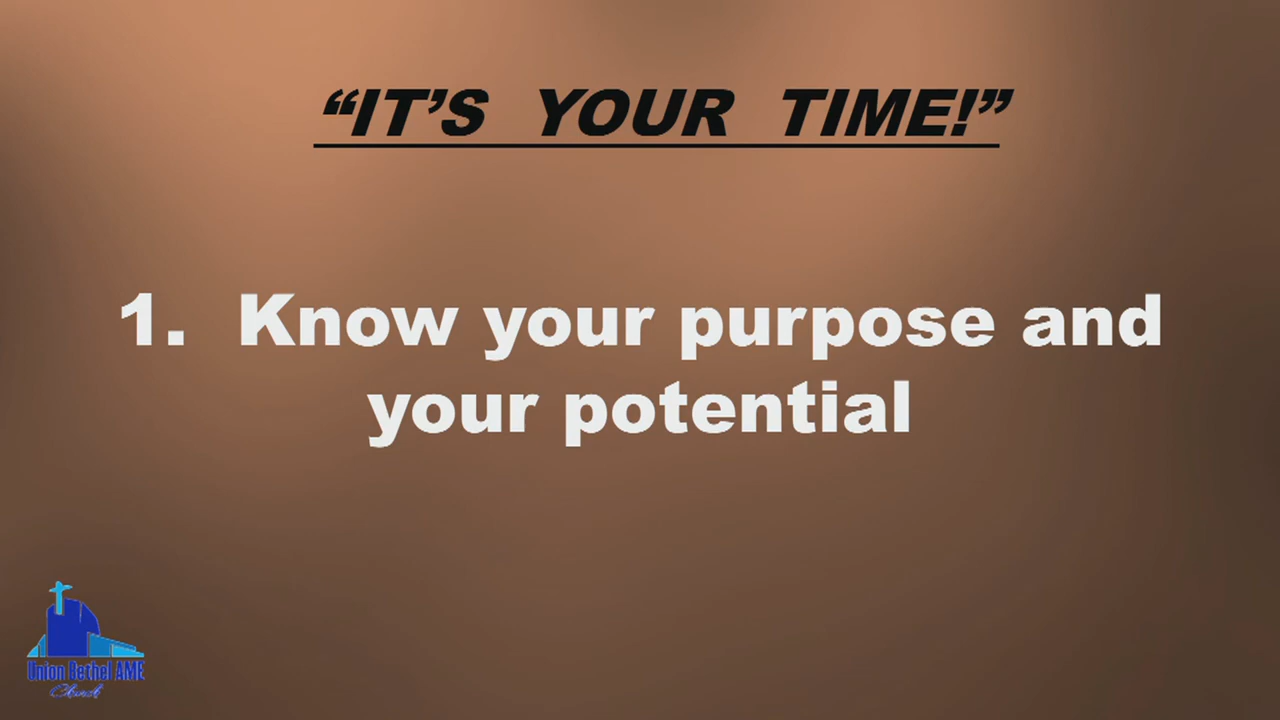 “IT’S YOUR TIME!”
1. Know your purpose and
your potential
Union Bethel AME
Church